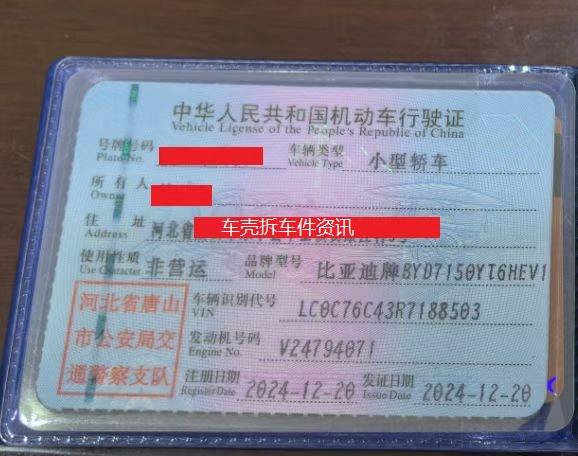 中华人民共和国机动车行驶证
Vehicle License of the People's Republic of China
号牌号码
Plate No.
车辆类型
Vehicle Type
小型轿车
所有人
Owner
住址
Address
河北省
车壳拆车件资讯
使用性质
Use Character
非营运
品牌型号
Model
比亚迪牌BYD7150YT6HEV1
河北省唐山
市公安局交
通警察支队
车辆识别代号
VIN
LC0C76C43R7188503
发动机号码
Engine No.
V24794071
注册日期
Register Date
2024-12-20
发证日期
Issue Date
2024-12-20